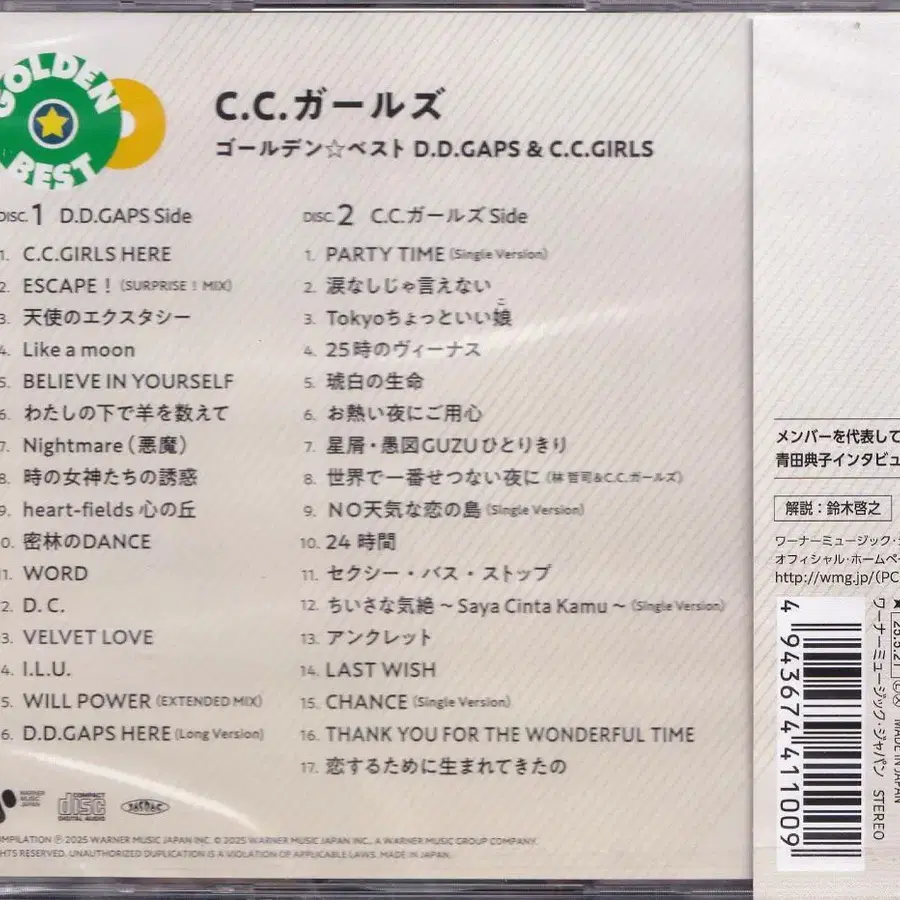 GOLDEN
BEST
C.C.ガールズ
ゴールデン☆ベスト D.D.GAPS & C.C.GIRLS
DISC.1 D.D.GAPS Side
1. C.C.GIRLS HERE
2. ESCAPE！(SURPRISE！MIX)
3. 天使のエクスタシー
4. Like a moon
5. BELIEVE IN YOURSELF
6. わたしの下で羊を数えて
7. Nightmare（悪魔）
8. 時の女神たちの誘惑
9. heart-fields 心の丘
0. 密林のDANCE
11. WORD
2. D. C.
3. VELVET LOVE
4. I.L.U.
5. WILL POWER (EXTENDED MIX)
6. D.D.GAPS HERE (Long Version)
DISC.2 C.C.ガールズ Side
1. PARTY TIME (Single Version)
2. 涙なしじゃ言えない
3. Tokyoちょっといい娘
こ
4. 25時のヴィーナス
5. 琥白の生命
6. お熱い夜にご用心
7. 星屑・愚図GUZUひとりきり
8. 世界で一番せつない夜に (林 哲司&C.C.ガールズ)
9. NO天気な恋の島 (Single Version)
10. 24 時間
11. セクシー・バス・ストップ
12. ちいさな気絶 ~ Saya Cinta Kamu ~ (Single Version)
13. アンクレット
14. LAST WISH
15. CHANCE (Single Version)
16. THANK YOU FOR THE WONDERFUL TIME
17. 恋するために生まれてきたの
WARNER
MUSIC
JAPAN
COMPACT
disc
DIGITAL AUDIO
OMPILATION Ⓟ 2025 WARNER MUSIC JAPAN INC. © 2025 WARNER MUSIC JAPAN INC., A WARNER MUSIC GROUP COMPANY.
HTS RESERVED. UNAUTHORIZED DUPLICATION IS A VIOLATION OF APPLICABLE LAWS. MADE IN JAPAN.
メンバーを代表して
青田典子インタビュ
解説：鈴木啓之
ワーナーミュージック・
オフィシャル・ホームペ
http://wmg.jp/(PC
4 943674 411009
ワーナーミュージック・ジャパン STEREO
MADE IN JAPAN